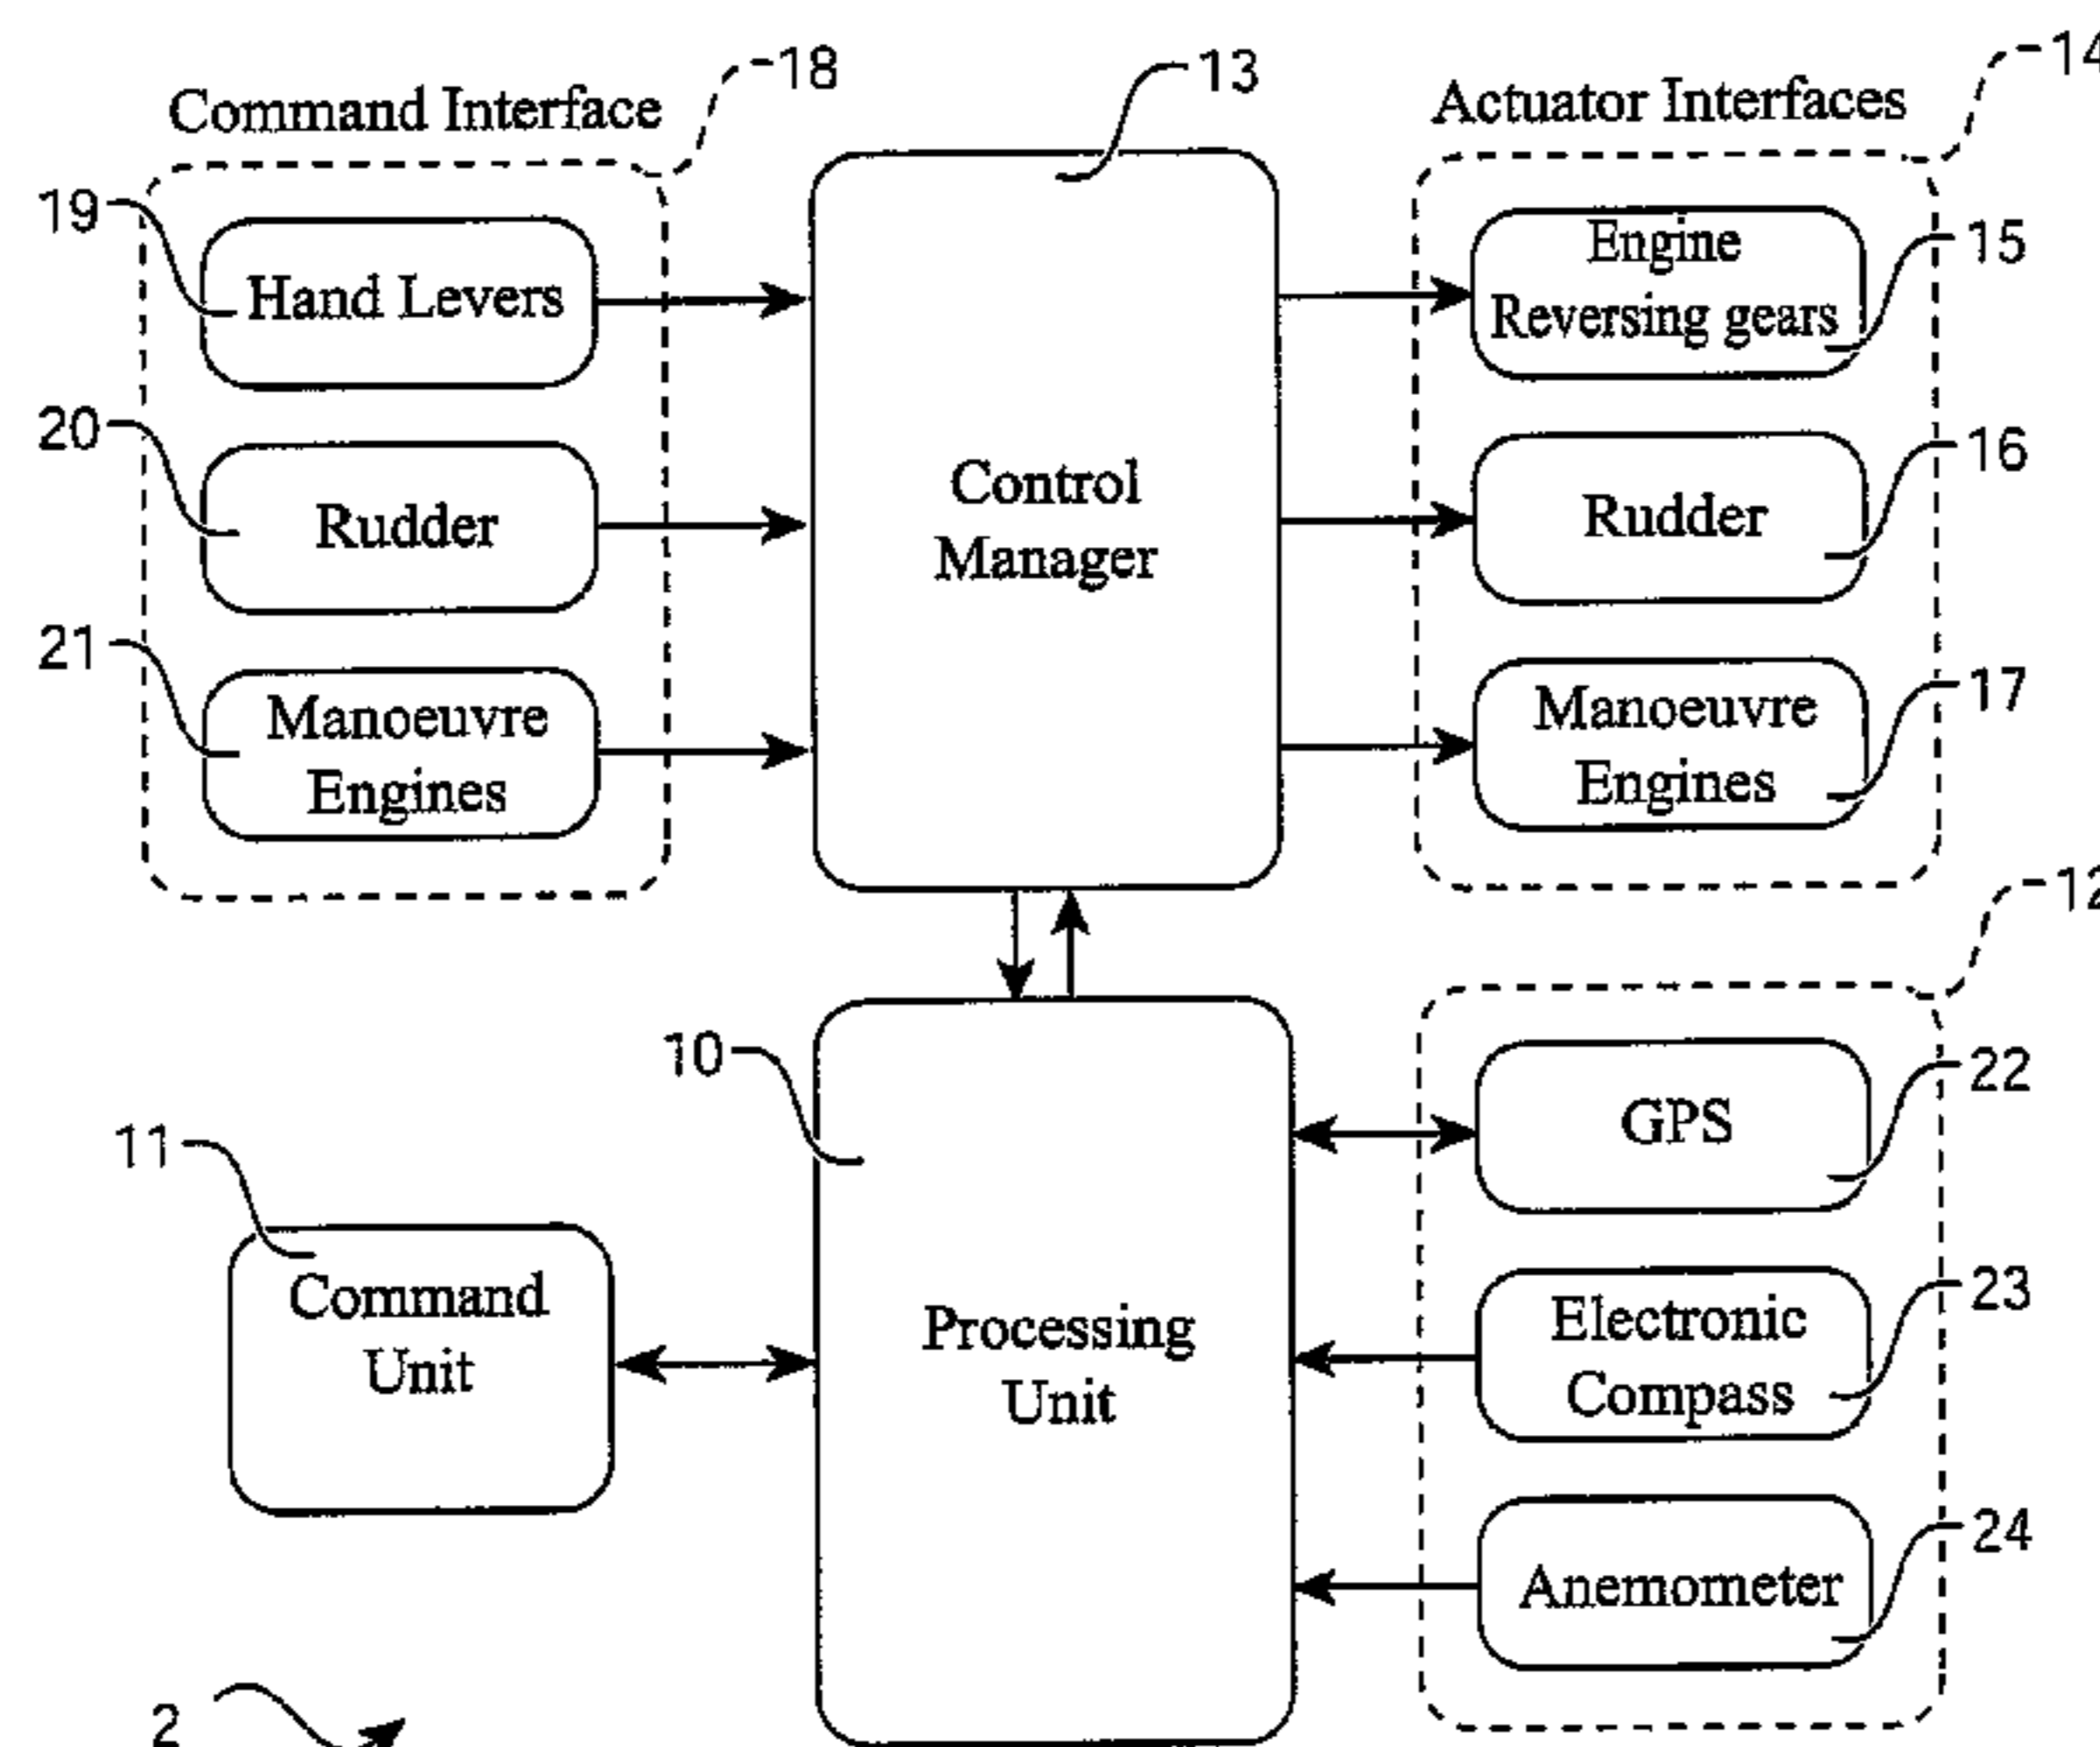 18
13
14
Command Interface
Actuator Interfaces
19
Hand Levers
Engine
Reversing gears
15
20
Rudder
Control
Manager
Rudder
16
21
Manoeuvre
Engines
Manoeuvre
Engines
17
12
10
GPS
22
11
Command
Unit
Processing
Unit
Electronic
Compass
23
Anemometer
24
2